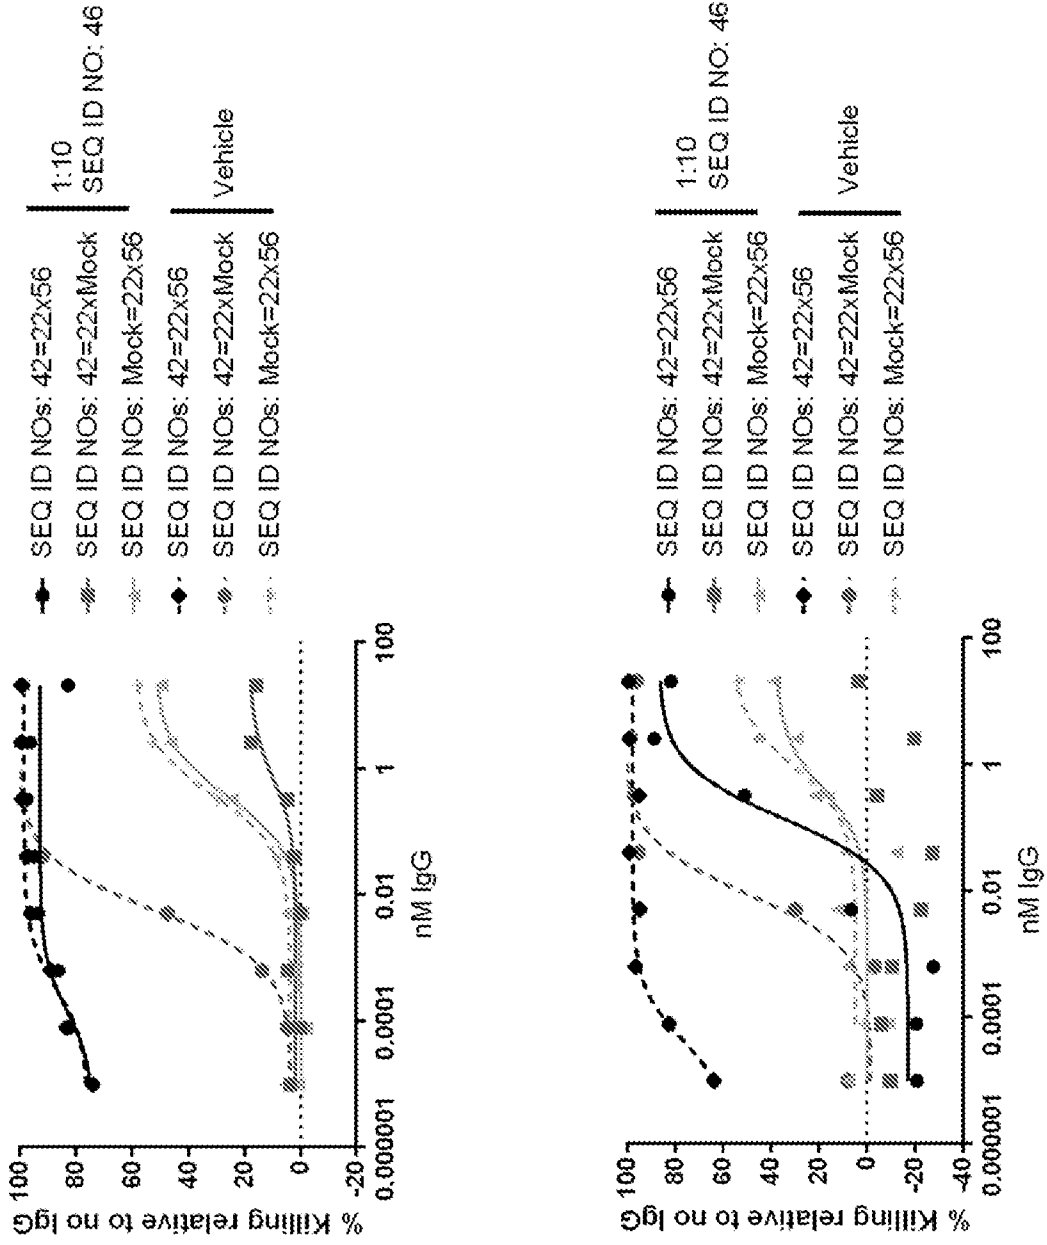 100
80
60
40
20
0
-20
% Killing relative to no IgG
0.000001
0.0001
0.01
1
100
nM IgG
SEQ ID NOs: 42=22x56
SEQ ID NOs: 42=22xMock
SEQ ID NOs: Mock=22x56
SEQ ID NOs: 42=22x56
SEQ ID NOs: 42=22xMock
SEQ ID NOs: Mock=22x56
1:10
SEQ ID NO: 46
Vehicle
100
80
60
40
20
0
-20
-40
% Killing relative to no IgG
0.000001
0.0001
0.01
1
100
nM IgG
SEQ ID NOs: 42=22x56
SEQ ID NOs: 42=22xMock
SEQ ID NOs: Mock=22x56
SEQ ID NOs: 42=22x56
SEQ ID NOs: 42=22xMock
SEQ ID NOs: Mock=22x56
1:10
SEQ ID NO: 46
Vehicle